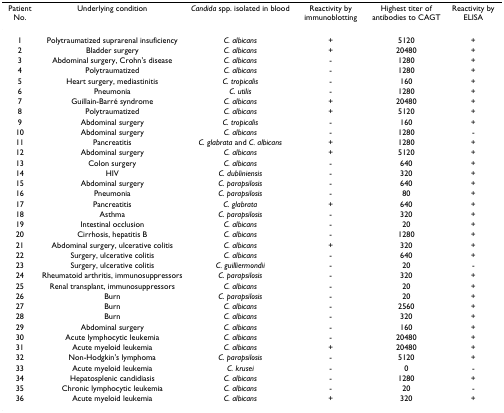 Patient No. Underlying condition Candida spp. isolated in blood Reactivity by immunoblotting Highest titer of antibodies to CAGT Reactivity by ELISA
1 Polytraumatized suprarenal insuficiency C. albicans + 5120 +
2 Bladder surgery C. albicans + 20480 +
3 Abdominal surgery, Crohn's disease C. albicans - 1280 +
4 Polytraumatized C. albicans - 1280 +
5 Heart surgery, mediastinitis C. tropicalis - 160 +
6 Pneumonia C. utilis - 1280 +
7 Guillain-Barré syndrome C. albicans + 20480 +
8 Polytraumatized C. albicans + 5120 +
9 Abdominal surgery C. tropicalis - 160 +
10 Abdominal surgery C. albicans - 1280 -
11 Pancreatitis C. glabrata and C. albicans + 1280 +
12 Abdominal surgery C. albicans + 5120 +
13 Colon surgery C. albicans - 640 +
14 HIV C. dubliniensis - 320 +
15 Abdominal surgery C. parapsilosis - 640 +
16 Pneumonia C. parapsilosis - 80 +
17 Pancreatitis C. glabrata + 640 +
18 Asthma C. parapsilosis - 320 +
19 Intestinal occlusion C. albicans - 20 +
20 Cirrhosis, hepatitis B C. albicans - 1280 +
21 Abdominal surgery, ulcerative colitis C. albicans + 320 +
22 Surgery, ulcerative colitis C. albicans - 640 +
23 Surgery, ulcerative colitis C. guilliermondii - 20 -
24 Rheumatoid arthritis, immunosuppressors C. parapsilosis - 320 +
25 Renal transplant, immunosuppressors C. albicans - 20 +
26 Burn C. parapsilosis - 20 +
27 Burn C. albicans - 2560 +
28 Burn C. albicans - 320 +
29 Abdominal surgery C. albicans - 160 +
30 Acute lymphocytic leukemia C. albicans - 20480 +
31 Acute myeloid leukemia C. albicans + 20480 +
32 Non-Hodgkin's lymphoma C. parapsilosis - 5120 +
33 Acute myeloid leukemia C. krusei - 0 -
34 Hepatosplenic candidiasis C. albicans - 1280 +
35 Chronic lymphocytic leukemia C. albicans - 20 -
36 Acute myeloid leukemia C. albicans + 320 +